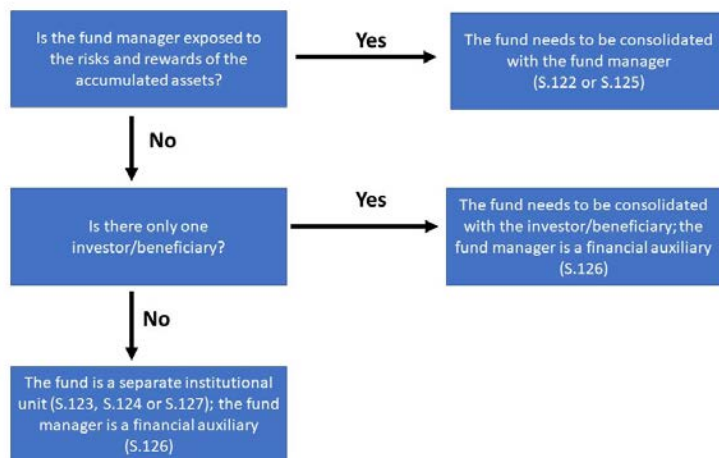 Is the fund manager exposed to
the risks and rewards of the
accumulated assets?
Yes
The fund needs to be consolidated
with the fund manager
(S.122 or S.125)
No
Is there only one
investor/beneficiary?
Yes
The fund needs to be consolidated
with the investor/beneficiary; the
fund manager is a financial auxiliary
(S.126)
No
The fund is a separate institutional
unit (S.123, S.124 or S.127); the fund
manager is a financial auxiliary
(S.126)